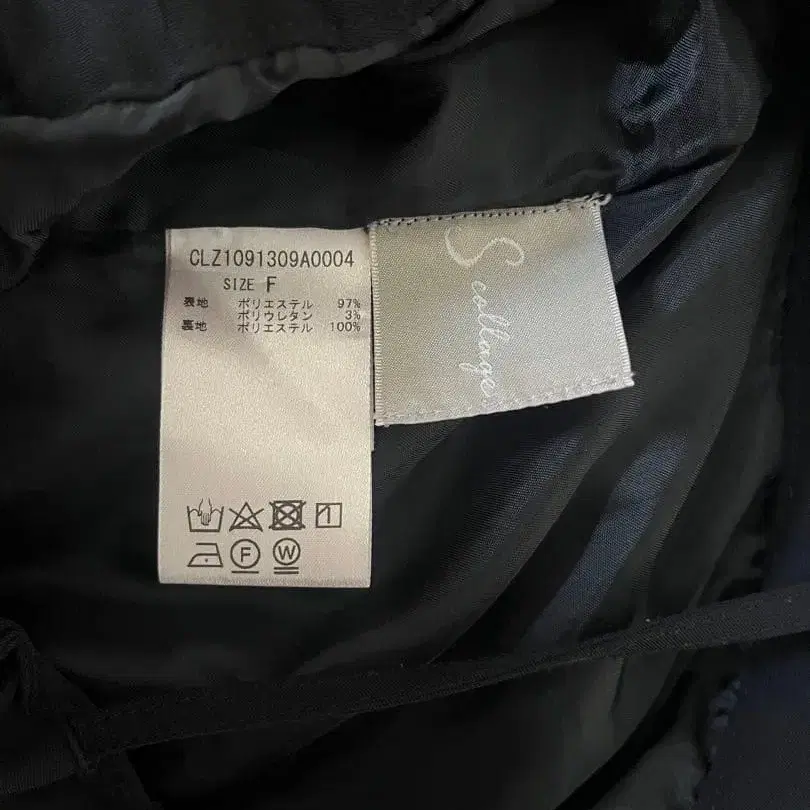 CLZ1091309A0004
SIZE F
表地 ポリエステル 97%
ポリウレタン 3%
裏地 ポリエステル 100%
F W
S collage